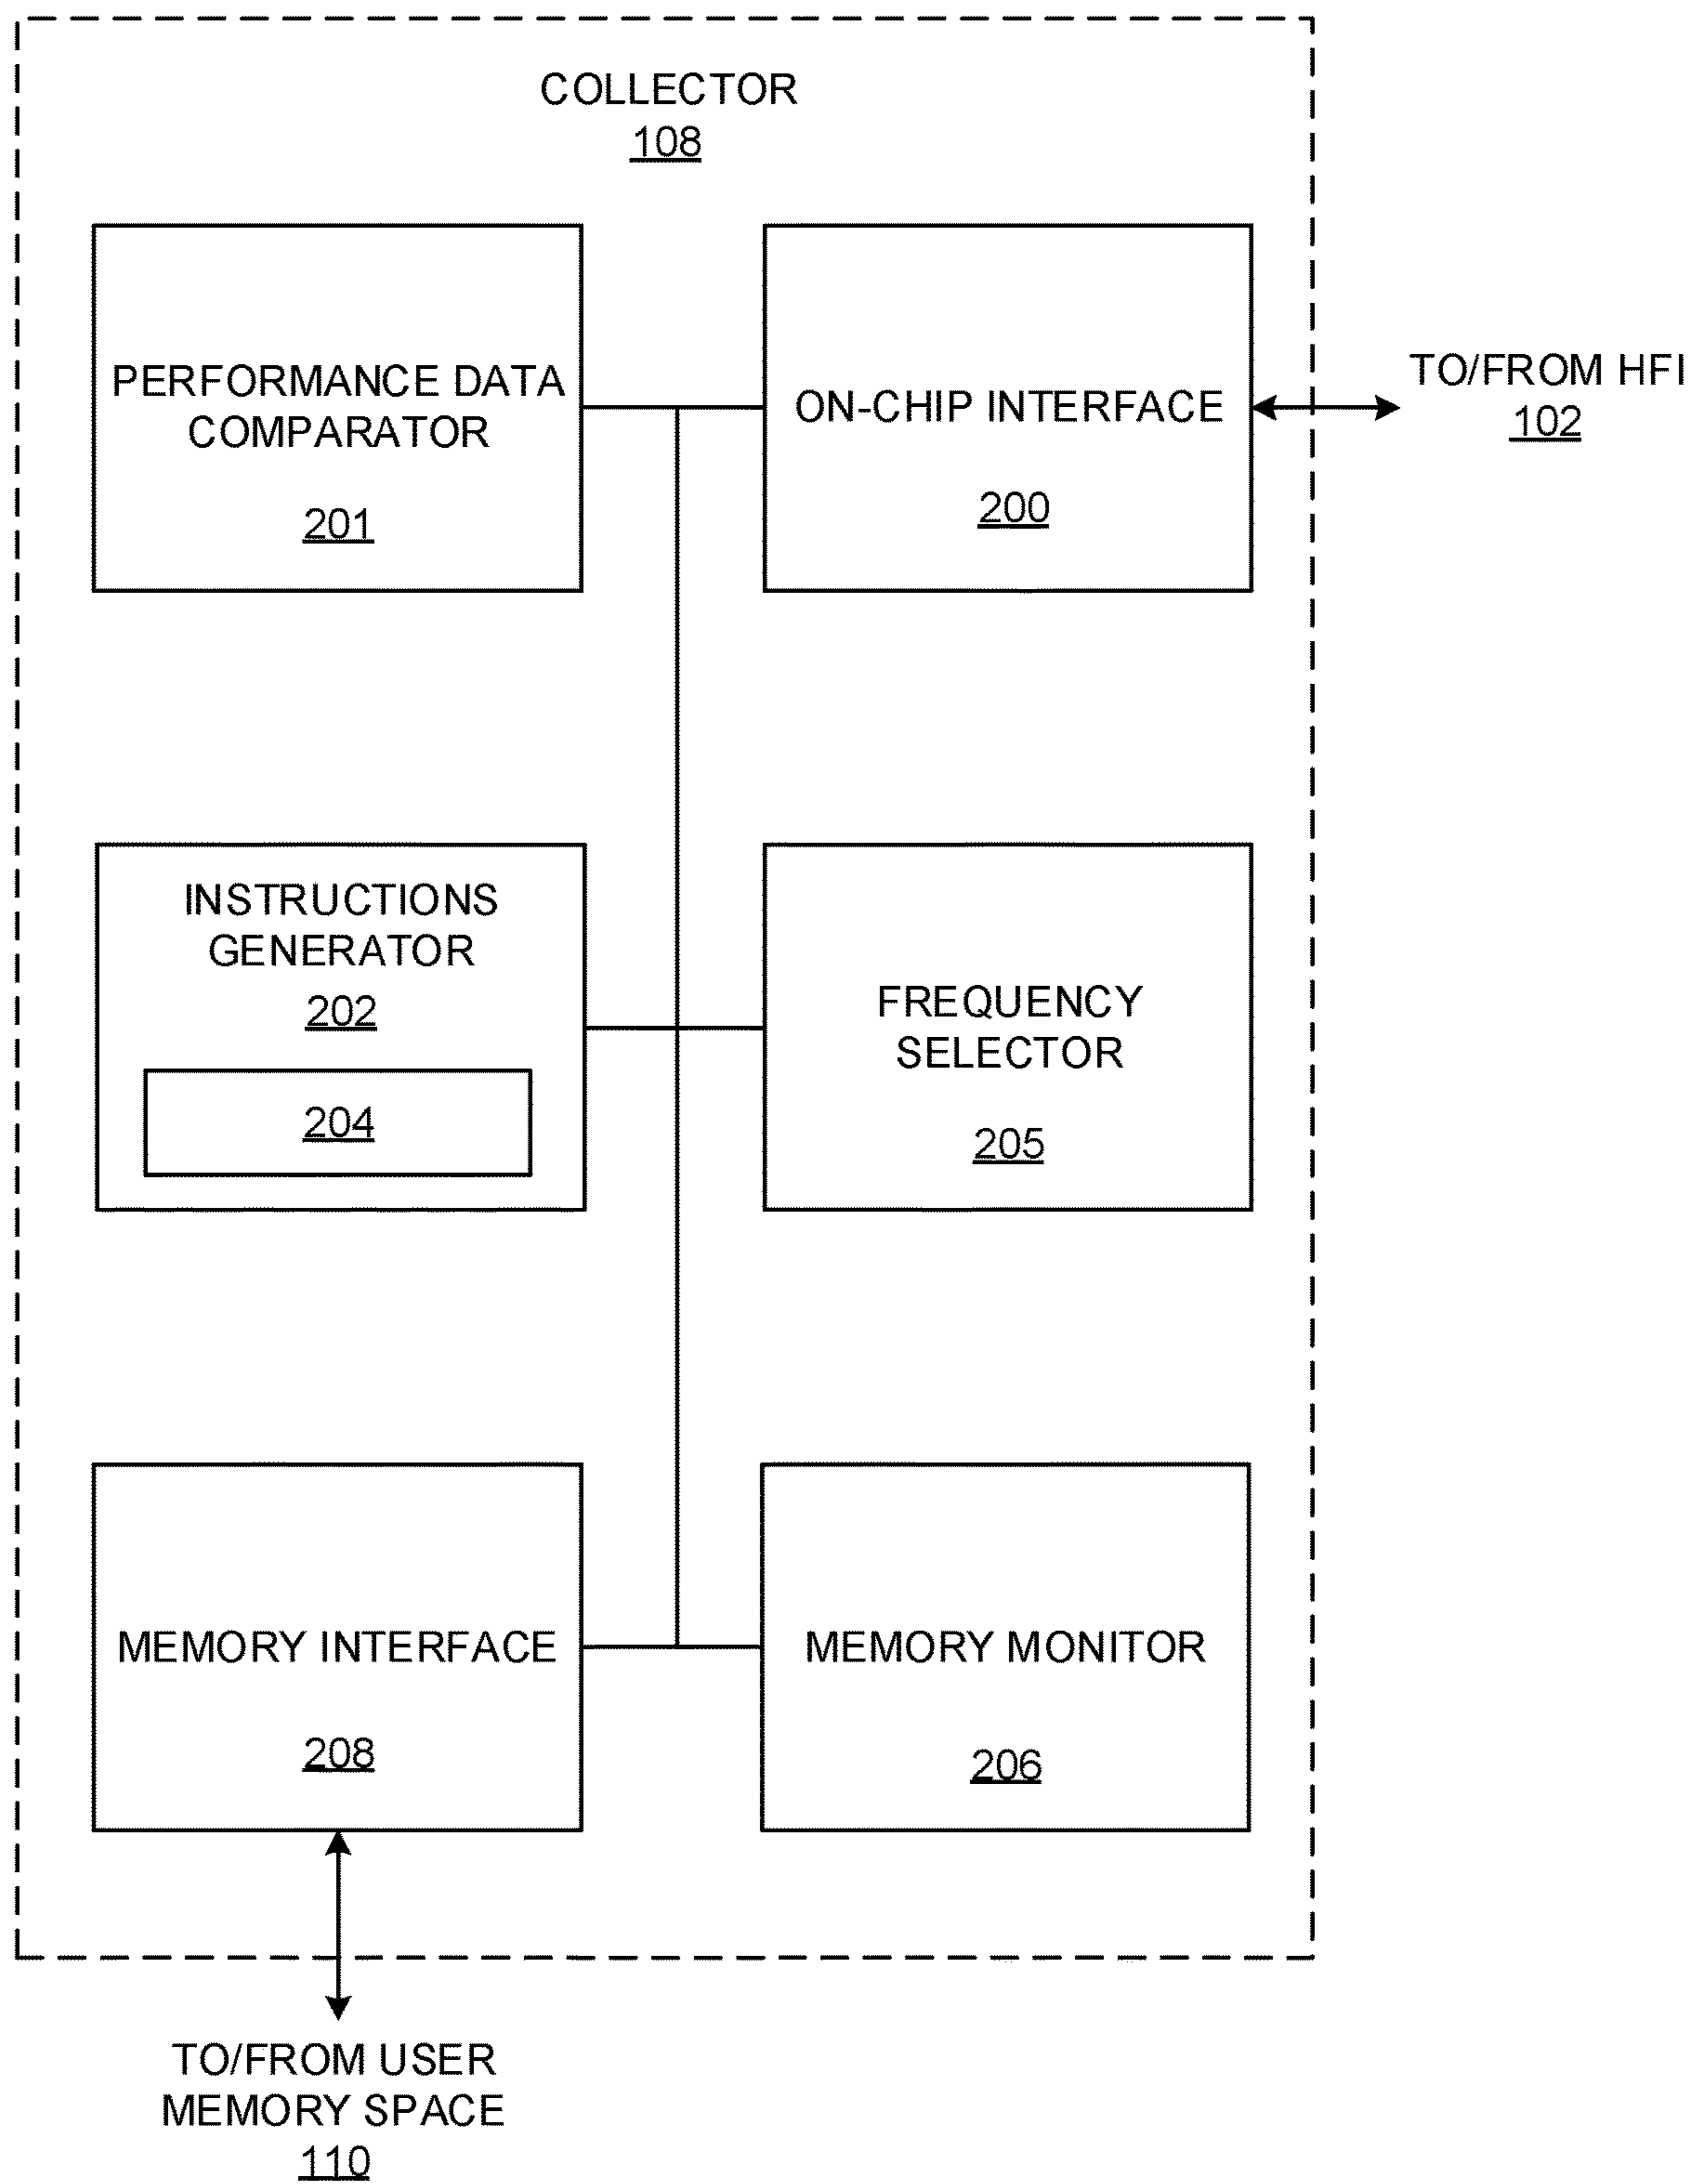 COLLECTOR
108
PERFORMANCE DATA
COMPARATOR
201
ON-CHIP INTERFACE
200
TO/FROM HFI
102
INSTRUCTIONS
GENERATOR
202
204
FREQUENCY
SELECTOR
205
MEMORY INTERFACE
208
MEMORY MONITOR
206
TO/FROM USER
MEMORY SPACE
110